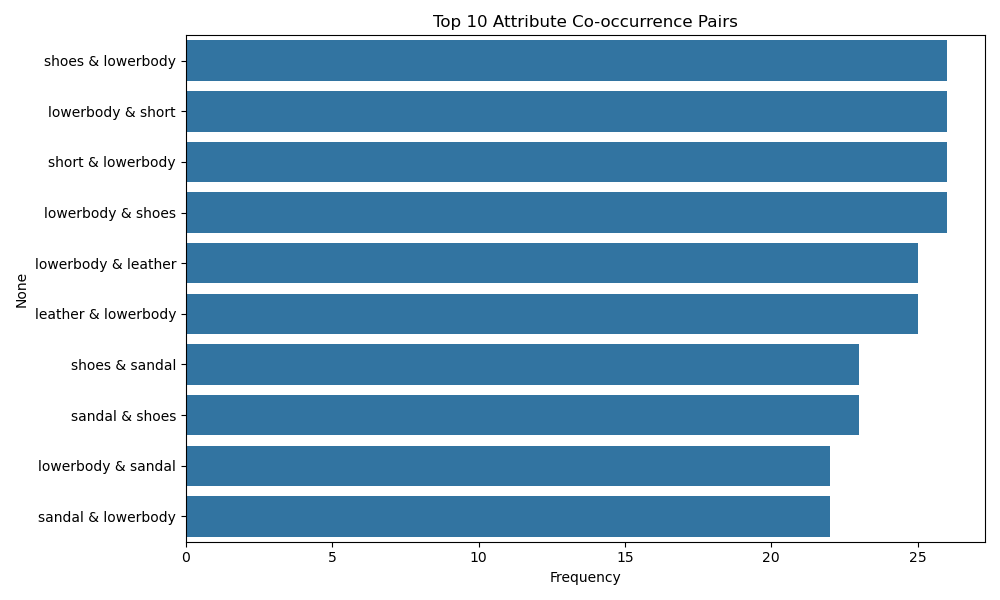 Top 10 Attribute Co-occurrence Pairs
shoes & lowerbody
lowerbody & short
short & lowerbody
lowerbody & shoes
lowerbody & leather
leather & lowerbody
shoes & sandal
sandal & shoes
lowerbody & sandal
sandal & lowerbody
None
0 5 10 15 20 25
Frequency